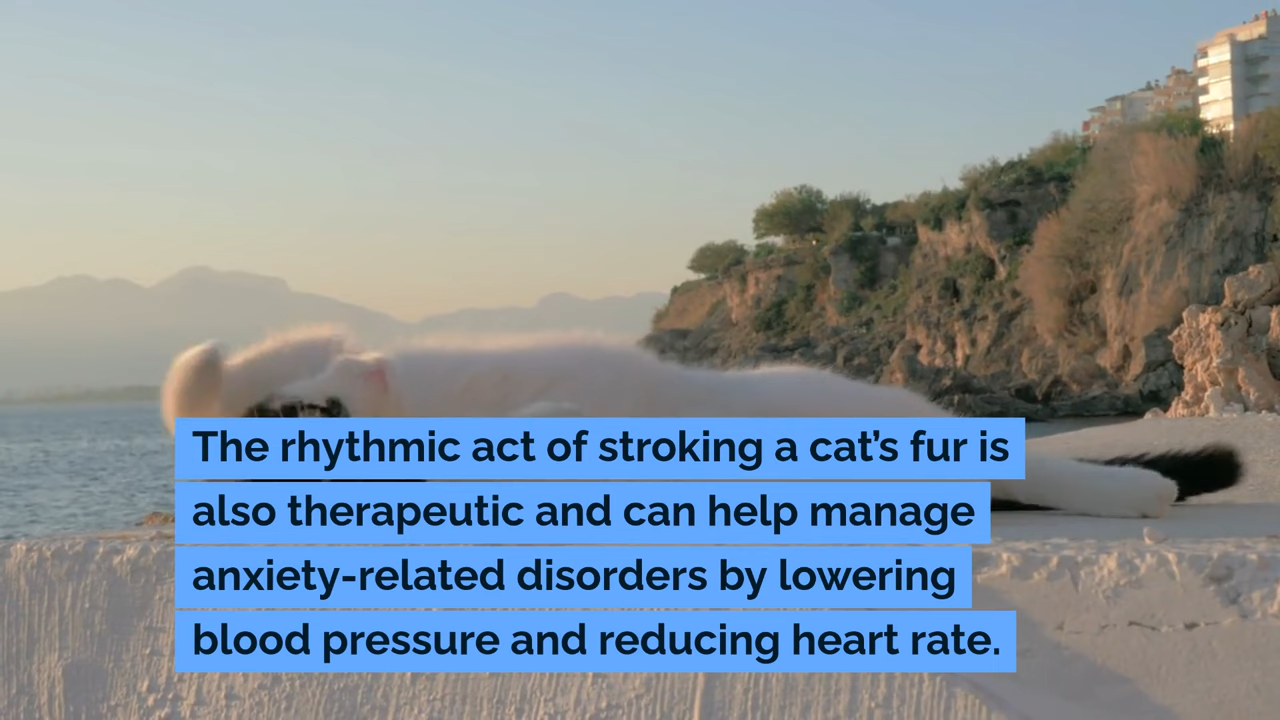 The rhythmic act of stroking a cat’s fur is
also therapeutic and can help manage
anxiety-related disorders by lowering
blood pressure and reducing heart rate.